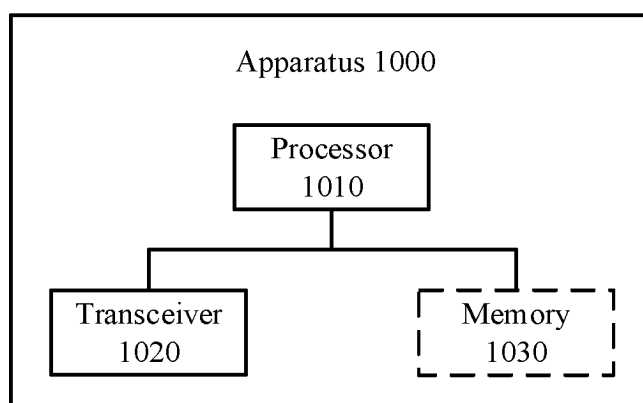 Apparatus 1000
Processor
1010
Transceiver
1020
Memory
1030